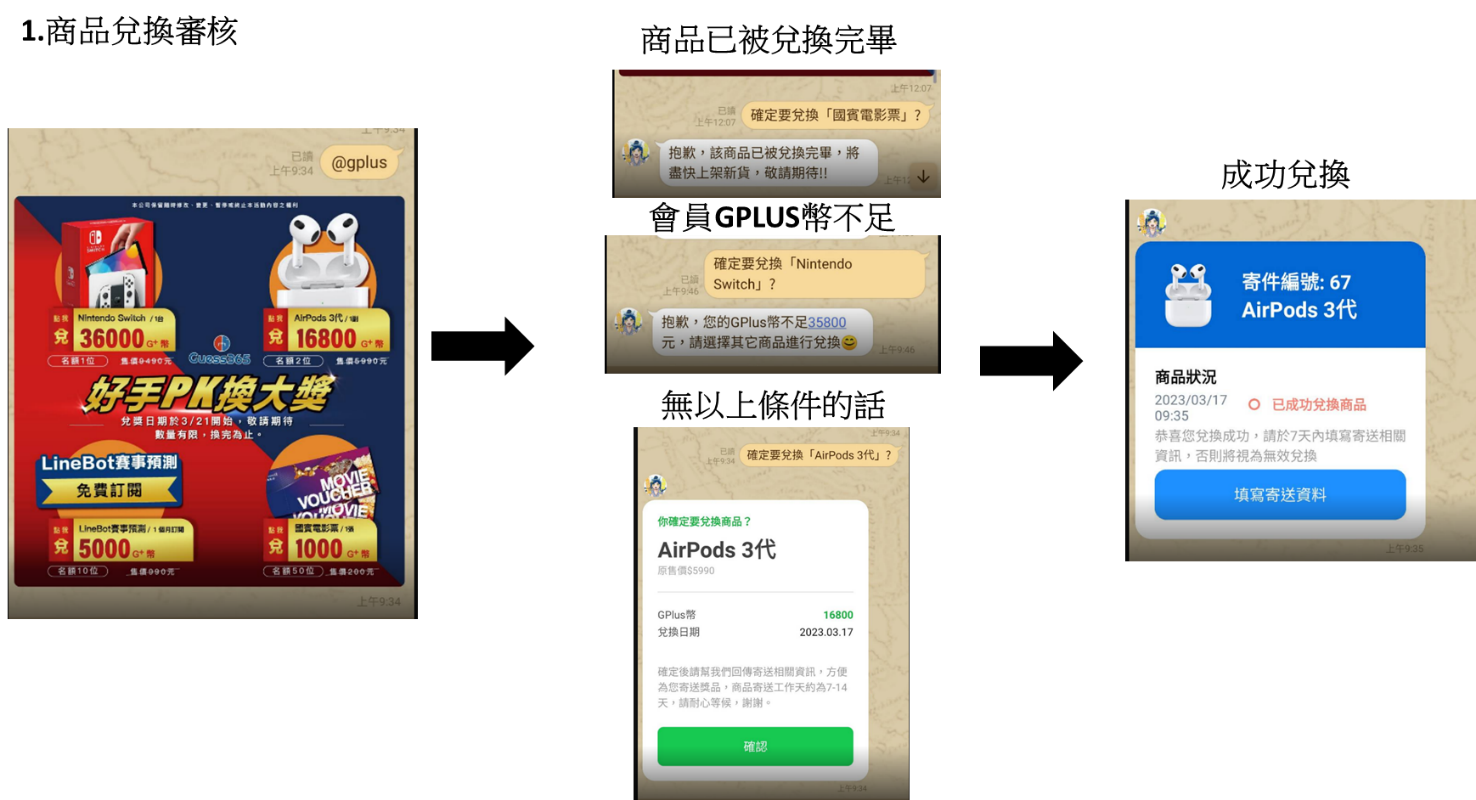 1.商品兌換審核
上午9:34
已讀
上午9:34
@gplus
本公司保留隨時修改、變更、暫停或終止本活動內容之權利
點我
兌
Nintendo Switch /1台
36000 G+ 幣
名額1位
售價9490元
Guess365
點我
兌
AirPods 3代/1副
16800 G+ 幣
名額2位
售價5990元
好手PK換大獎
兌獎日期於3/21開始，敬請期待
數量有限，換完為止。
LineBot賽事預測
免費訂閱
點我
兌
LineBot賽事預測/1個月訂閱
5000 G+ 幣
名額10位
售價990元
MOVIE
VOUCHER
MOVIE
VOUCHER
點我
兌
國賓電影票/1張
1000 G+ 幣
名額50位
售價200元
上午9:34
商品已被兌換完畢
上午12:07
已讀
上午12:07
確定要兌換「國賓電影票」?
抱歉，該商品已被兌換完畢，將
盡快上架新貨，敬請期待!!
會員GPLUS幣不足
確定要兌換「Nintendo
Switch」?
已讀
上午9:46
抱歉，您的GPlus幣不足35800
元，請選擇其它商品進行兌換😄
上午9:46
無以上條件的話
上午9:34
已讀
上午9:34
確定要兌換「AirPods 3代」?
你確定要兌換商品？
AirPods 3代
原售價$5990
GPlus幣 16800
兌換日期 2023.03.17
確定後請幫我們回傳寄送相關資訊，方便
為您寄送獎品，商品寄送工作天約為7-14
天，請耐心等候，謝謝。
確認
上午9:34
成功兌換
寄件編號: 67
AirPods 3代
商品狀況
2023/03/17
09:35
已成功兌換商品
恭喜您兌換成功，請於7天內填寫寄送相關
資訊，否則將視為無效兌換
填寫寄送資料
上午9:35